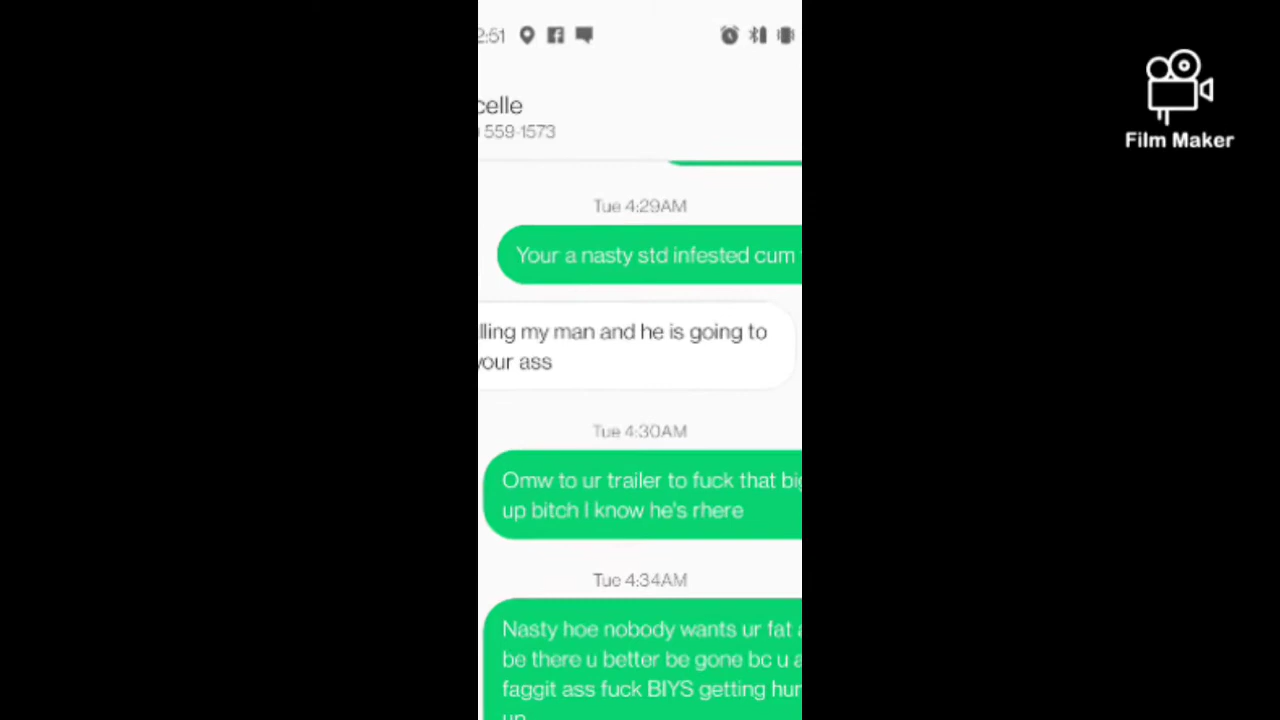 2:51
Film Maker
celle
559-1573
Tue 4:29AM
Your a nasty std infested cum
lling my man and he is going to
your ass
Tue 4:30AM
Omw to ur trailer to fuck that
up bitch I know he's rhere
Tue 4:34AM
Nasty hoe nobody wants ur fat
be there u better be gone bc u
faggit ass fuck BIYS getting
up